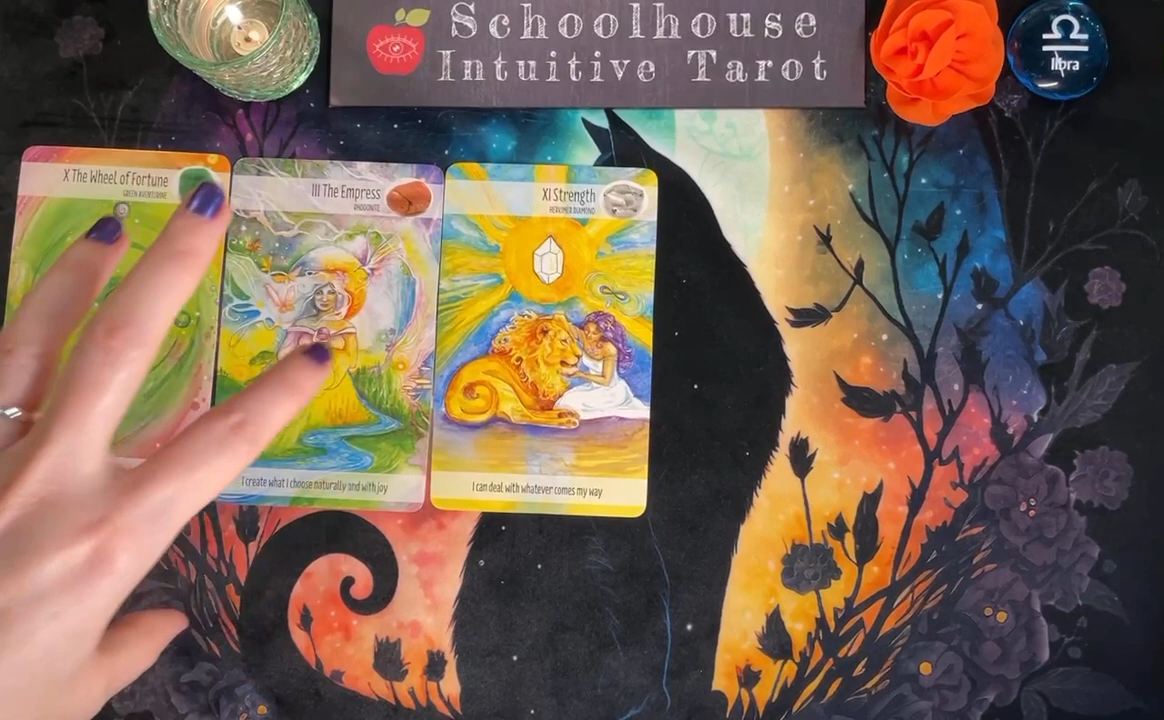 Schoolhouse
Intuitive Tarot
libra
X The Wheel of Fortune
GREEN AVENTURINE
III The Empress
RHODONITE
XI Strength
HERKIMER DIAMOND
I create what I choose naturally and with joy
I can deal with whatever comes my way